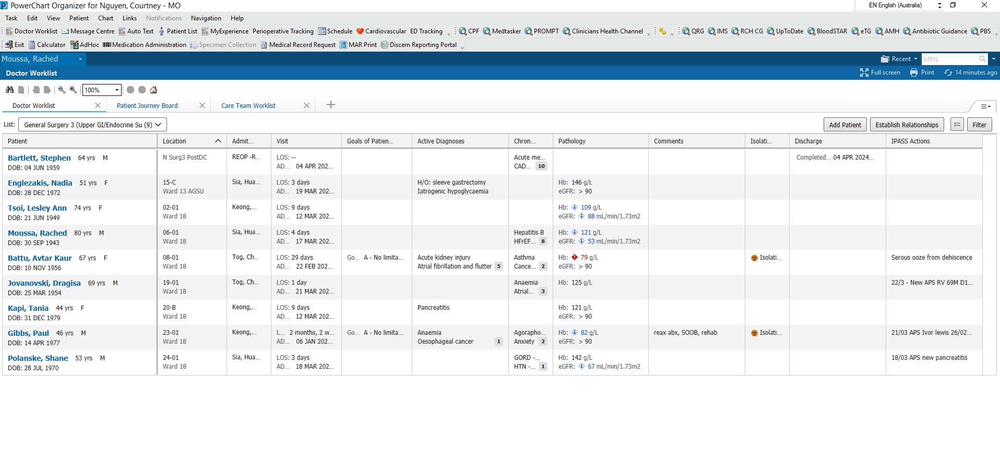 PowerChart Organizer for Nguyen, Courtney - MO
EN English (Australia)
Task Edit View Patient Chart Links Notifications Navigation Help
Doctor Worklist Message Centre Auto Text Patient List MyExperience Perioperative Tracking Schedule Cardiovascular ED Tracking CPF Medtasker PROMPT Clinicians Health Channel QRG IMS RCH CG UpToDate BloodSTAR eTG AMH Antibiotic Guidance PBS
Exit Calculator AdHoc Medication Administration Specimen Collection Medical Record Request MAR Print Discern Reporting Portal
Moussa, Rached × Recent MRN
Doctor Worklist Full screen Print 14 minutes ago
100%
Doctor Worklist Patient Journey Board Care Team Worklist
List: General Surgery 3 (Upper GI/Endocrine Su (9) Add Patient Establish Relationships Filter
Patient Location Admit... Visit Goals of Patien... Active Diagnoses Chron... Pathology Comments Isolati... Discharge IPASS Actions
Bartlett, Stephen 64 yrs M N Surg3 PostDC REOP -R... LOS: -- Acute me... Completed... 04 APR 2024...
DOB: 04 JUN 1959 AD... 04 APR 202... CAD... 10
Englezakis, Nadia 51 yrs F 15-C Sia, Hua... LOS: 3 days H/O: sleeve gastrectomy Hb: 146 g/L
DOB: 28 DEC 1972 Ward 13 AGSU AD... 19 MAR 202... Iatrogenic hypoglycaemia eGFR: > 90
Tsoi, Lesley Ann 74 yrs F 02-01 Keong,... LOS: 9 days Hb: 109 g/L
DOB: 21 JUN 1949 Ward 18 AD... 12 MAR 202... eGFR: 88 mL/min/1.73m2
Moussa, Rached 80 yrs M 06-01 Sia, Hua... LOS: 4 days Hepatitis B Hb: 121 g/L
DOB: 30 SEP 1943 Ward 18 AD... 17 MAR 202... HFrEF... 8 eGFR: 53 mL/min/1.73m2
Battu, Avtar Kaur 67 yrs F 08-01 Tog, Ch... LOS: 29 days Go... A - No limita... Acute kidney injury Asthma Hb: 79 g/L Isolati... Serous ooze from dehiscence
DOB: 10 NOV 1956 Ward 18 AD... 22 FEB 202... Atrial fibrillation and flutter 5 Cance... 2 eGFR: > 90
Jovanovski, Dragisa 69 yrs M 19-01 Tog, Ch... LOS: 1 day Anaemia Hb: 125 g/L 22/3 - New APS RV 69M D1...
DOB: 25 MAR 1954 Ward 18 AD... 21 MAR 202... Atrial... 3
Kapi, Tania 44 yrs F 20-B Keong,... LOS: 9 days Pancreatitis Hb: 121 g/L
DOB: 31 DEC 1979 Ward 18 AD... 12 MAR 202... eGFR: > 90
Gibbs, Paul 46 yrs M 23-01 Keong,... L... 2 months, 2 w... Go... A - No limita... Anaemia Agorapho... Hb: 82 g/L reax abx, SOOB, rehab Isolati... 21/03 APS Ivor lewis 26/02...
DOB: 14 APR 1977 Ward 18 AD... 06 JAN 202... Oesophageal cancer 1 Anxiety 2 eGFR: > 90
Polanske, Shane 53 yrs M 24-01 Sia, Hua... LOS: 3 days GORD -... Hb: 142 g/L 18/03 APS new pancreatitis
DOB: 28 JUL 1970 Ward 18 AD... 18 MAR 202... HTN -... 1 eGFR: 67 mL/min/1.73m2